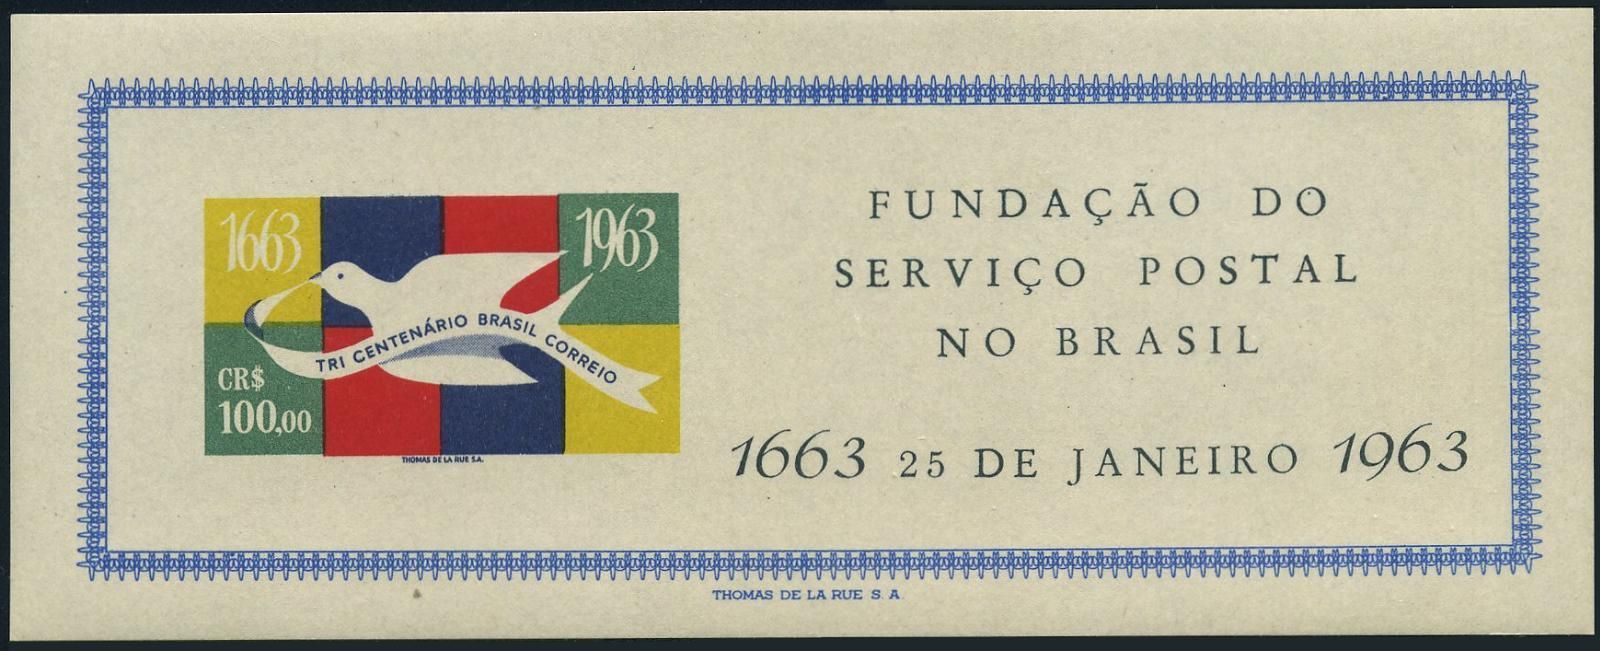 1663
1963
TRI CENTENÁRIO BRASIL CORREIO
CR$
100,00
THOMAS DE LA RUE S.A.
FUNDAÇÃO DO
SERVIÇO POSTAL
NO BRASIL
1663 25 DE JANEIRO 1963
THOMAS DE LA RUE S. A.